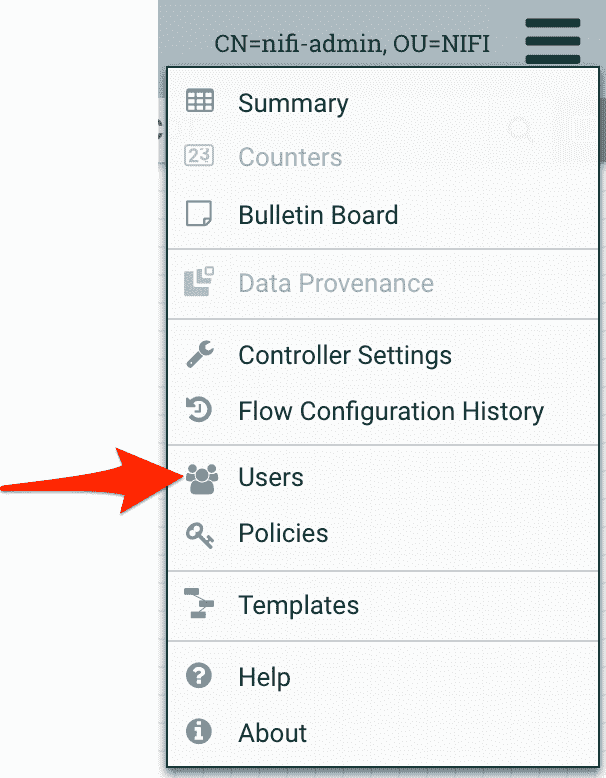 CN=nifi-admin, OU=NIFI
Summary
23
Counters
Bulletin Board
Data Provenance
Controller Settings
Flow Configuration History
Users
Policies
Templates
Help
About